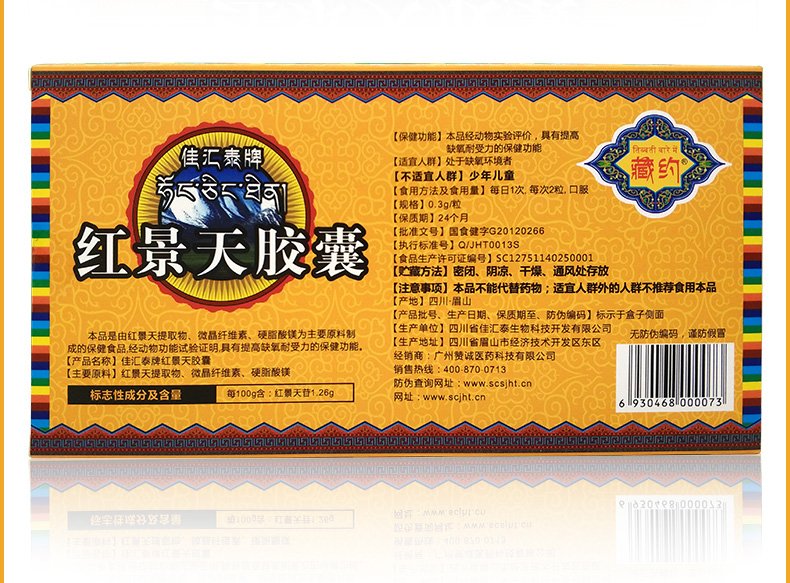 佳汇泰牌
红景天胶囊
本品是由红景天提取物、微晶纤维素、硬脂酸镁为主要原料制
成的保健食品,经动物功能试验证明,具有提高缺氧耐受力的保健功能。
【产品名称】佳汇泰牌红景天胶囊
【主要原料】红景天提取物、微晶纤维素、硬脂酸镁
标志性成分及含量
每100g含：红景天苷1.26g
【保健功能】本品经动物实验评价，具有提高
缺氧耐受力的保健功能
【适宜人群】处于缺氧环境者
【不适宜人群】少年儿童
【食用方法及食用量】每日1次, 每次2粒, 口服
【规格】0.3g/粒
【保质期】24个月
【批准文号】国食健字G20120266
【执行标准号】Q/JHT0013S
【食品生产许可证编号】SC12751140250001
【贮藏方法】密闭、阴凉、干燥、通风处存放
【注意事项】本品不能代替药物；适宜人群外的人群不推荐食用本品
【产地】四川·眉山
【产品批号、生产日期、保质期至、防伪编码】标示于盒子侧面
【生产单位】四川省佳汇泰生物科技开发有限公司
【生产地址】四川省眉山市经济技术开发区东区
经销商：广州赞诚医药科技有限公司
销售热线：400-870-0713
防伪查询网址：www.scsjht.cn
网址：www.scjht.cn
तिब्बती बारे में
藏约®
无防伪编码，谨防假冒
6 930468 000073